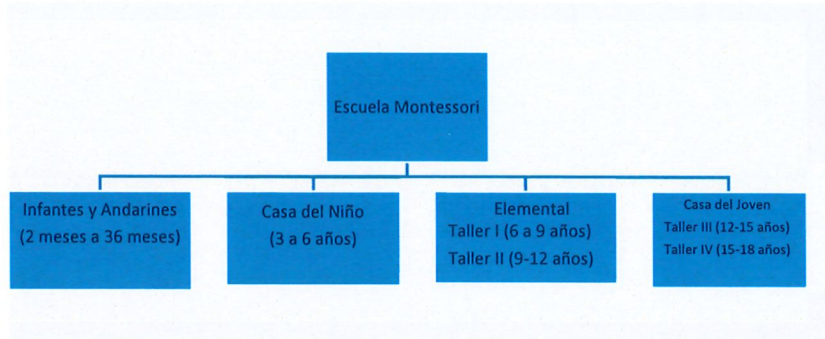 Escuela Montessori
Infantes y Andarines
(2 meses a 36 meses)
Casa del Niño
(3 a 6 años)
Elemental
Taller I (6 a 9 años)
Taller II (9-12 años)
Casa del Joven
Taller III (12-15 años)
Taller IV (15-18 años)